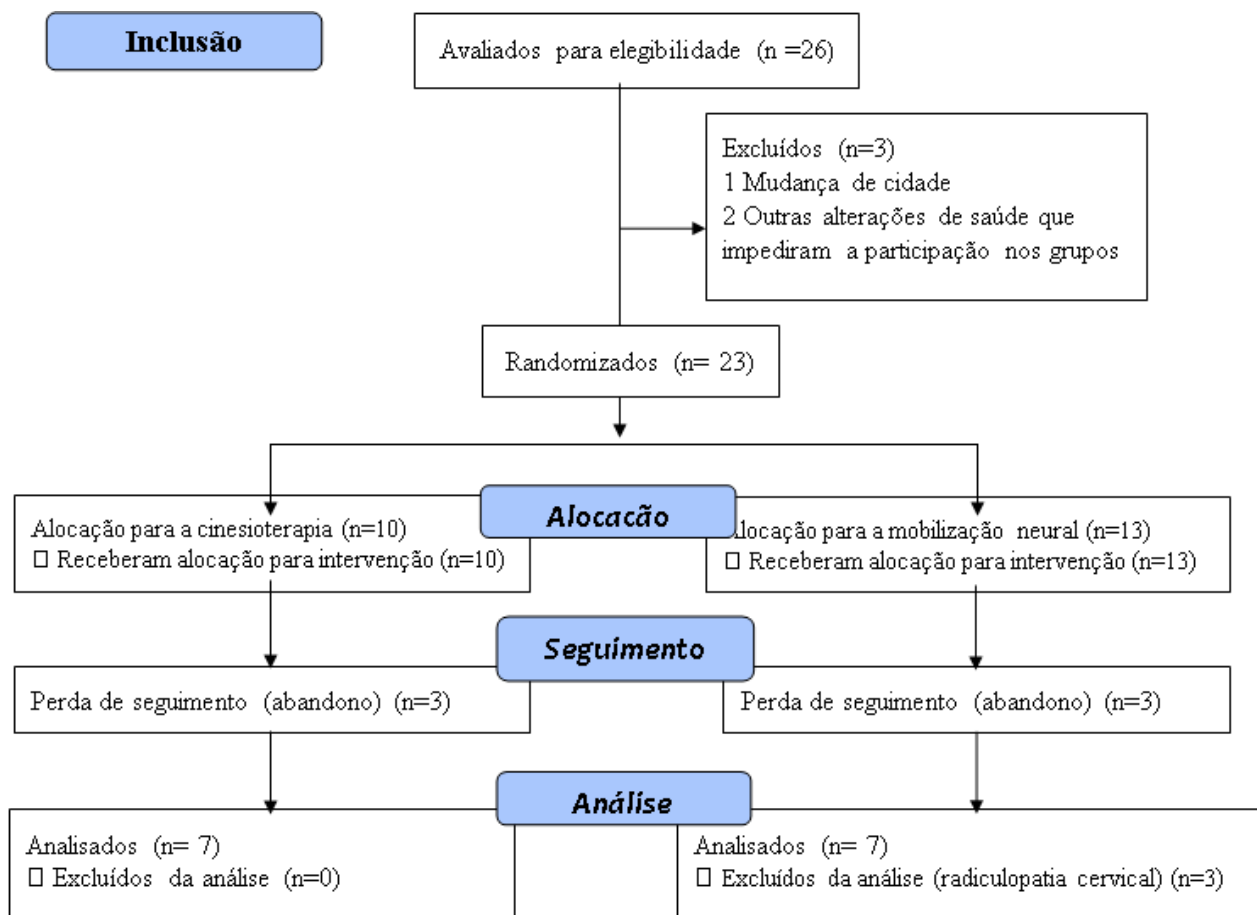 Inclusão
Avaliados para elegibilidade (n =26)
Excluídos (n=3)
1 Mudança de cidade
2 Outras alterações de saúde que
impediram a participação nos grupos
Randomizados (n= 23)
Alocacão
Alocação para a cinesioterapia (n=10)
□ Receberam alocação para intervenção (n=10)
Alocação para a mobilização neural (n=13)
□ Receberam alocação para intervenção (n=13)
Seguimento
Perda de seguimento (abandono) (n=3)
Perda de seguimento (abandono) (n=3)
Análise
Analisados (n= 7)
□ Excluídos da análise (n=0)
Analisados (n= 7)
□ Excluídos da análise (radiculopatia cervical) (n=3)